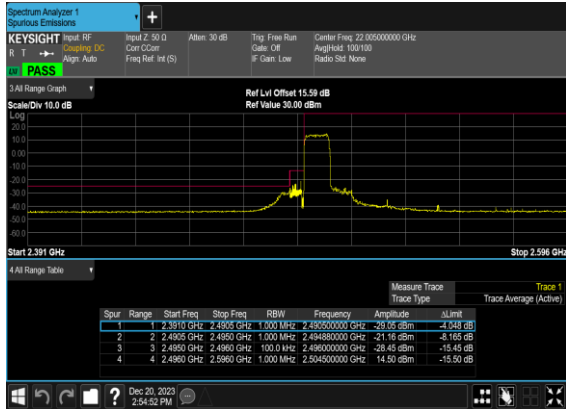 Spectrum Analyzer 1
Spurious Emissions
KEYSIGHT Input: RF Input Z: 50 Ω Atten: 30 dB Trig: Free Run Center Freq: 22.005000000 GHz
R T Coupling: DC Corr CCorr Gate: Off Avg|Hold: 100/100
Align: Auto Freq Ref: Int (S) IF Gain: Low Radio Std: None
LV PASS
3 All Range Graph
Ref Lvl Offset 15.59 dB
Scale/Div 10.0 dB Ref Value 30.00 dBm
Log
20.0
10.0
0.00
-10.0
-20.0
-30.0
-40.0
-50.0
-60.0
Start 2.391 GHz Stop 2.596 GHz
4 All Range Table
Measure Trace Trace 1
Trace Type Trace Average (Active)
Spur Range Start Freq Stop Freq RBW Frequency Amplitude ΔLimit
1 1 2.3910 GHz 2.4905 GHz 1.000 MHz 2.490500000 GHz -29.05 dBm -4.048 dB
2 2 2.4905 GHz 2.4950 GHz 1.000 MHz 2.494880000 GHz -21.16 dBm -8.165 dB
3 3 2.4950 GHz 2.4960 GHz 100.0 kHz 2.496000000 GHz -28.45 dBm -15.45 dB
4 4 2.4960 GHz 2.5960 GHz 1.000 MHz 2.504500000 GHz 14.50 dBm -15.50 dB
Dec 20, 2023
2:54:52 PM